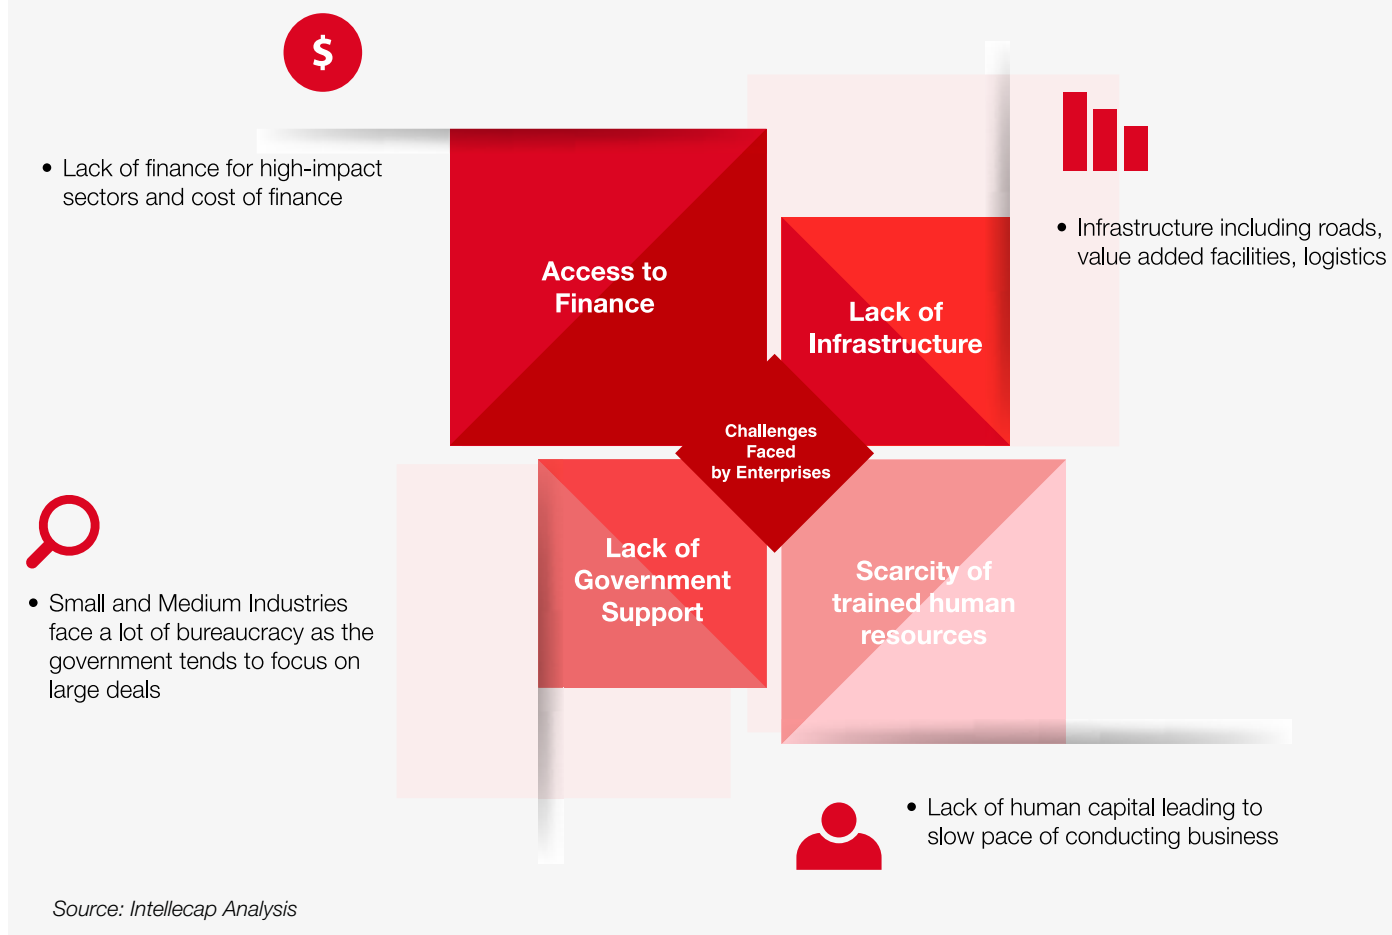 $
• Lack of finance for high-impact
sectors and cost of finance
Access to
Finance
• Infrastructure including roads,
value added facilities, logistics
Lack of
Infrastructure
Challenges
Faced
by Enterprises
• Small and Medium Industries
face a lot of bureaucracy as the
government tends to focus on
large deals
Lack of
Government
Support
Scarcity of
trained human
resources
• Lack of human capital leading to
slow pace of conducting business
Source: Intellecap Analysis